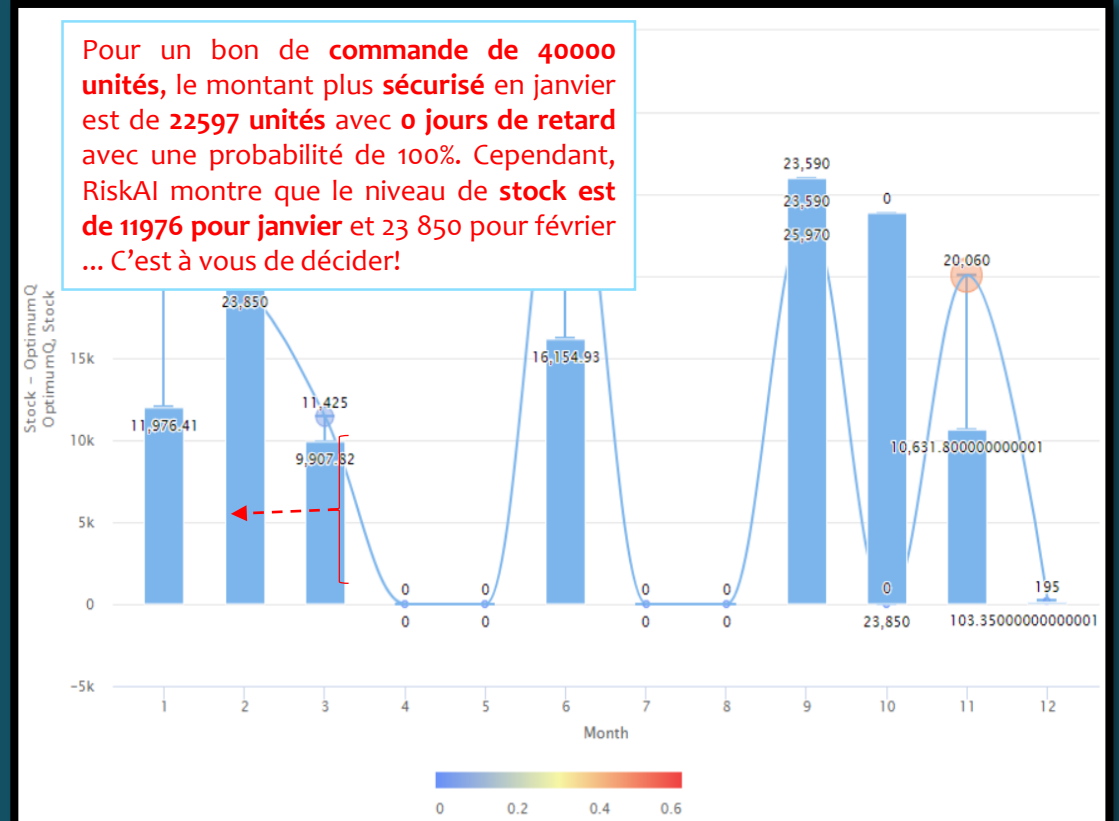 Pour un bon de commande de 40000
unités, le montant plus sécurisé en janvier
est de 22597 unités avec 0 jours de retard
avec une probabilité de 100%. Cependant,
RiskAI montre que le niveau de stock est
de 11976 pour janvier et 23 850 pour février
... C'est à vous de décider!
Stock - OptimumQ
OptimumQ, Stock
15k
10k
5k
0
-5k
11,976.41
23,850
11,425
9,907.82
0
0
0
0
16,154.93
0
0
0
0
23,590
23,590
25,970
0
0
23,850
20,060
10,631.800000000001
195
103.35000000000001
1
2
3
4
5
6
7
8
9
10
11
12
Month
0
0.2
0.4
0.6